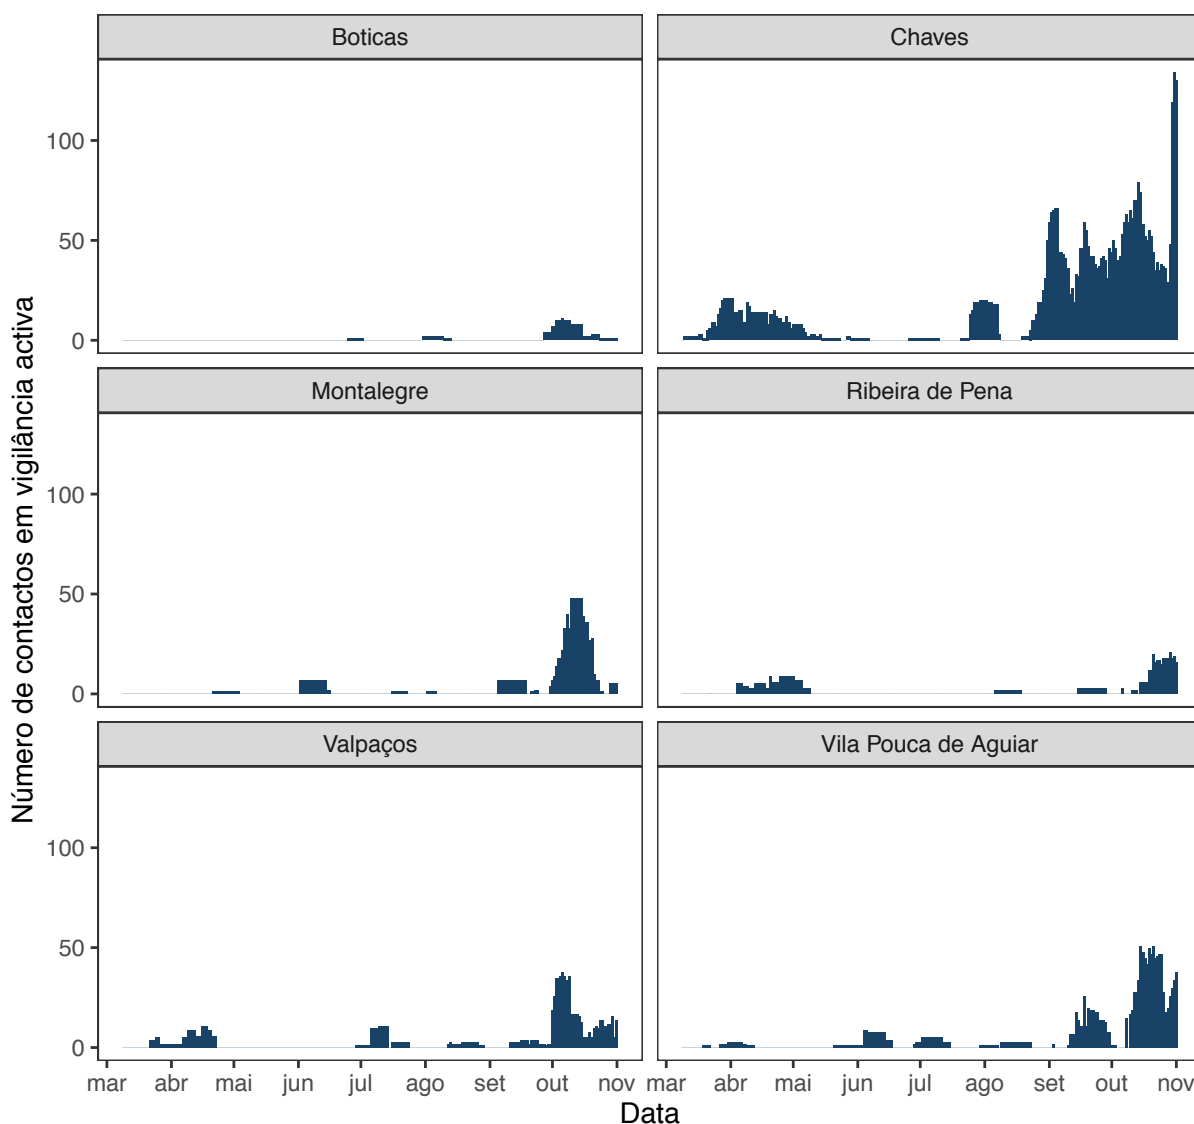 Boticas
Chaves
100
50
0
Montalegre
Ribeira de Pena
100
50
0
Valpaços
Vila Pouca de Aguiar
100
50
0
mar abr mai jun jul ago set out nov
mar abr mai jun jul ago set out nov
Data
Número de contactos em vigilância activa